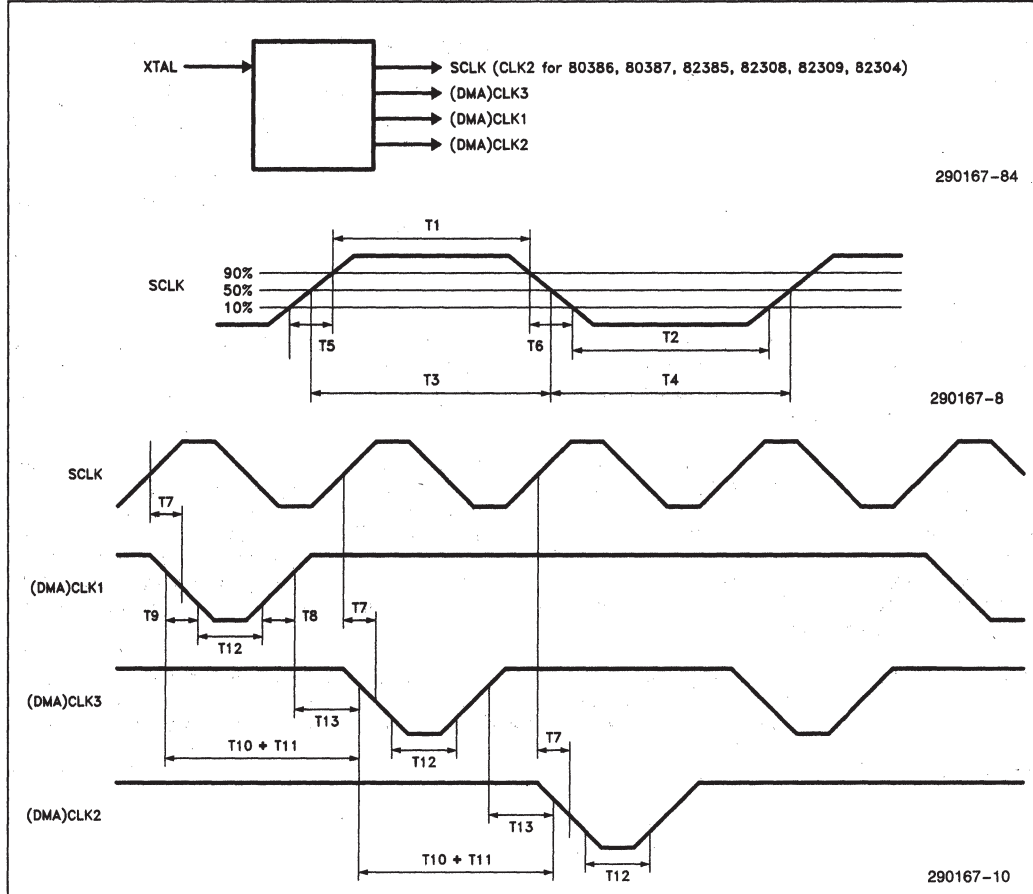 XTAL
SCLK (CLK2 for 80386, 80387, 82385, 82308, 82309, 82304)
(DMA)CLK3
(DMA)CLK1
(DMA)CLK2
290167-84
T1
90%
SCLK
50%
10%
T5
T6
T2
T3
T4
290167-8
SCLK
T7
(DMA)CLK1
T9
T8
T7
T12
(DMA)CLK3
T13
T10 + T11
T12
T7
(DMA)CLK2
T13
T10 + T11
T12
290167-10